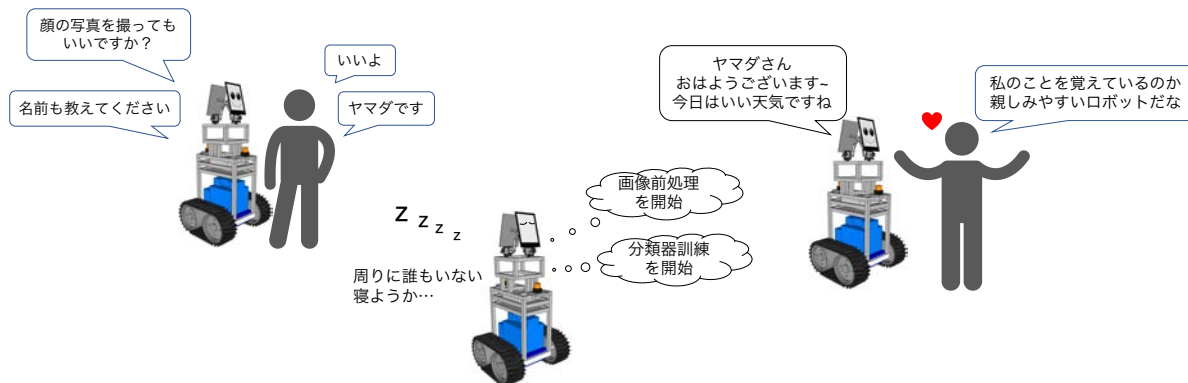 顔の写真を撮っても
いいですか？
名前も教えてください
いいよ
ヤマダです
z z z z
周りに誰もいない
寝ようか…
画像前処理
を開始
分類器訓練
を開始
ヤマダさん
おはようございます~
今日はいい天気ですね
私のことを覚えているのか
親しみやすいロボットだな